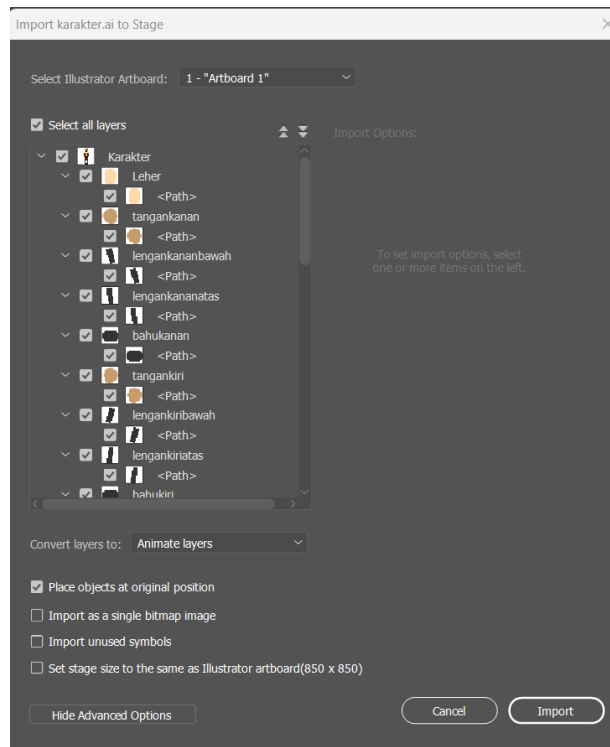 Import karakter.ai to Stage
Select Illustrator Artboard: 1 - "Artboard 1"
Select all layers
Import Options:
Karakter
Leher
<Path>
tangankanan
<Path>
lengankananbawah
<Path>
To set import options, select
one or more items on the left.
lengankananatas
<Path>
bahukanan
<Path>
tangankiri
<Path>
lengankiribawah
<Path>
lengankiriatas
<Path>
bahukiri
Convert layers to: Animate layers
Place objects at original position
Import as a single bitmap image
Import unused symbols
Set stage size to the same as Illustrator artboard(850 x 850)
Hide Advanced Options
Cancel
Import